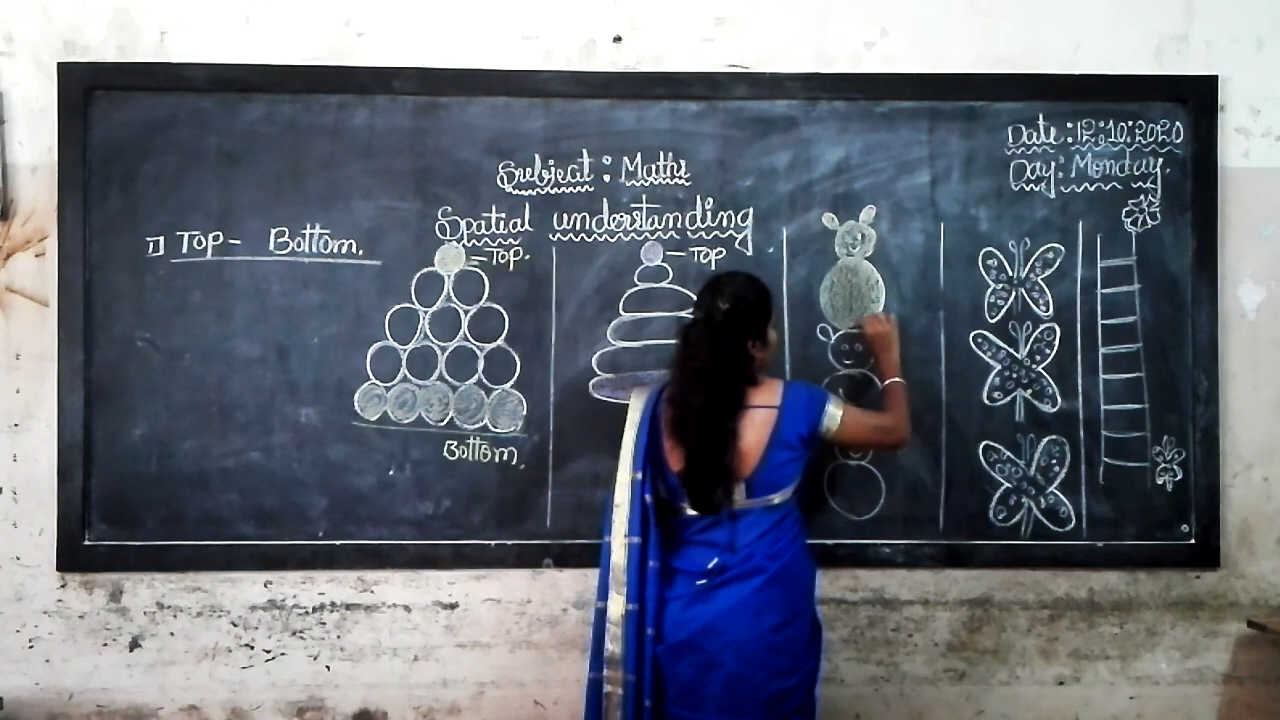 Date:12:10:2020
Day: Monday.
Subject: Maths
Spatial understanding
1] Top- Bottom.
-Top.
- Top
Bottom.